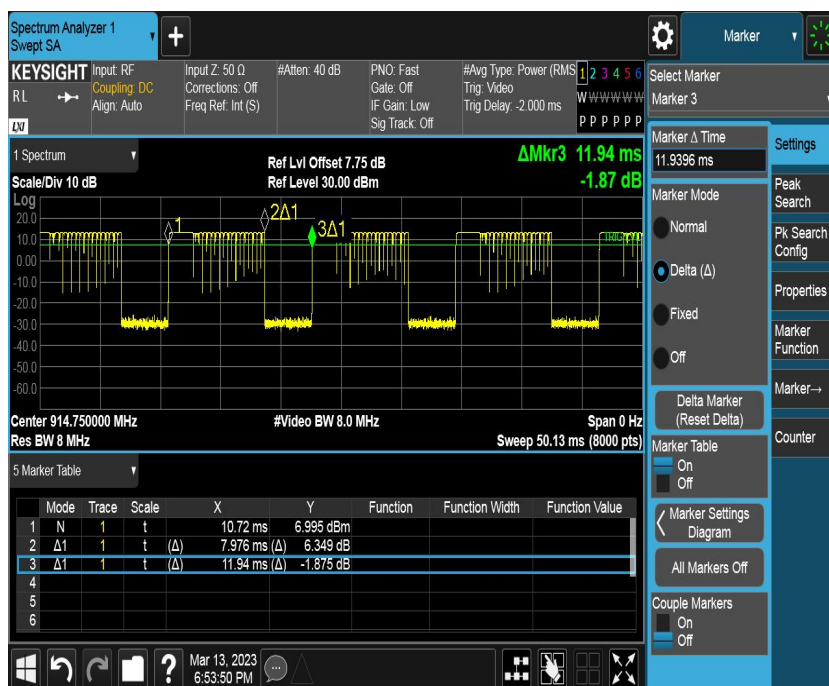 Spectrum Analyzer 1
Swept SA
Marker
KEYSIGHT
Input: RF
Coupling: DC
Align: Auto
Input Z: 50 Ω
Corrections: Off
Freq Ref: Int (S)
#Atten: 40 dB
PNO: Fast
Gate: Off
IF Gain: Low
Sig Track: Off
#Avg Type: Power (RMS
Trig: Video
Trig Delay: -2.000 ms
1 2 3 4 5 6
W W W W W W
P P P P P P
R L
LXI
Select Marker
Marker 3
1 Spectrum
Scale/Div 10 dB
Ref Lvl Offset 7.75 dB
Ref Level 30.00 dBm
ΔMkr3 11.94 ms
-1.87 dB
Log
20.0
10.0
0.00
-10.0
-20.0
-30.0
-40.0
-50.0
-60.0
1
2Δ1
3Δ1
Center 914.750000 MHz
Res BW 8 MHz
#Video BW 8.0 MHz
Span 0 Hz
Sweep 50.13 ms (8000 pts)
5 Marker Table
Mode Trace Scale X Y Function Function Width Function Value
1 N 1 t 10.72 ms 6.995 dBm
2 Δ1 1 t (Δ) 7.976 ms (Δ) 6.349 dB
3 Δ1 1 t (Δ) 11.94 ms (Δ) -1.875 dB
4
5
6
Marker Δ Time
11.9396 ms
Marker Mode
Normal
Delta (Δ)
Fixed
Off
Delta Marker
(Reset Delta)
Marker Table
On
Off
Marker Settings
Diagram
All Markers Off
Couple Markers
On
Off
Settings
Peak
Search
Pk Search
Config
Properties
Marker
Function
Marker→
Counter
?
Mar 13, 2023
6:53:50 PM